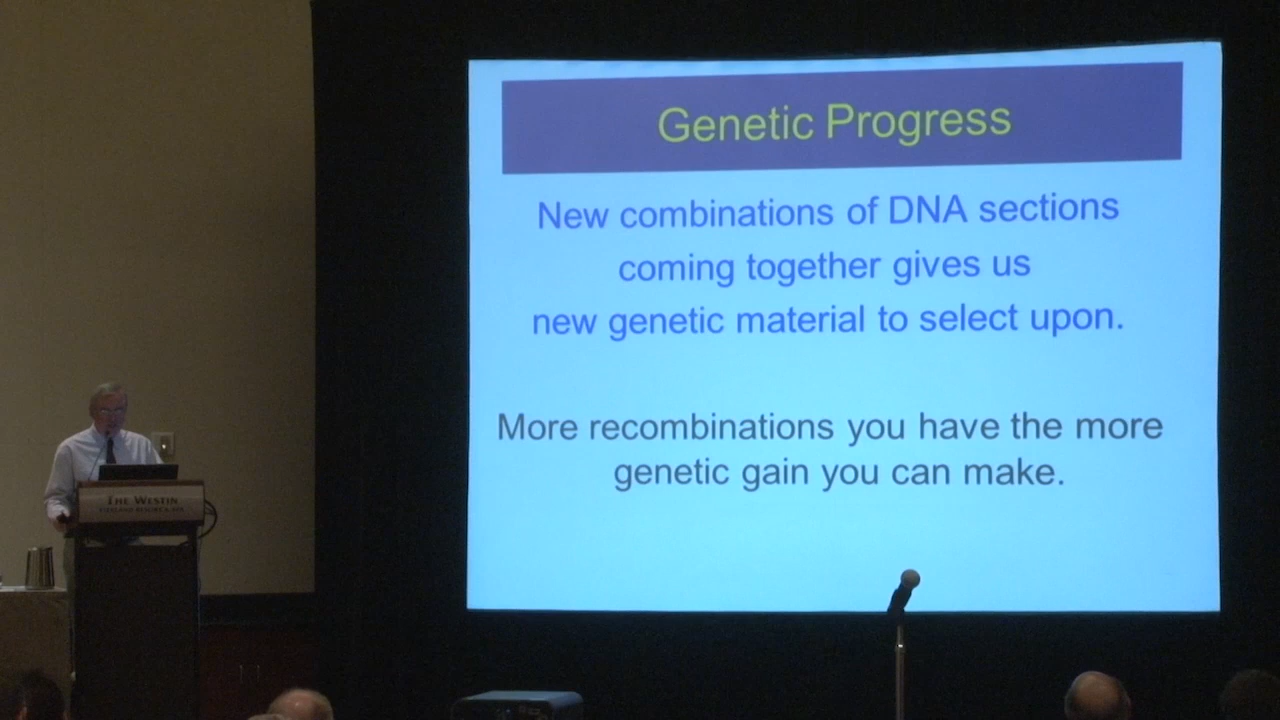 Genetic Progress
New combinations of DNA sections
coming together gives us
new genetic material to select upon.
More recombinations you have the more
genetic gain you can make.
THE WESTIN